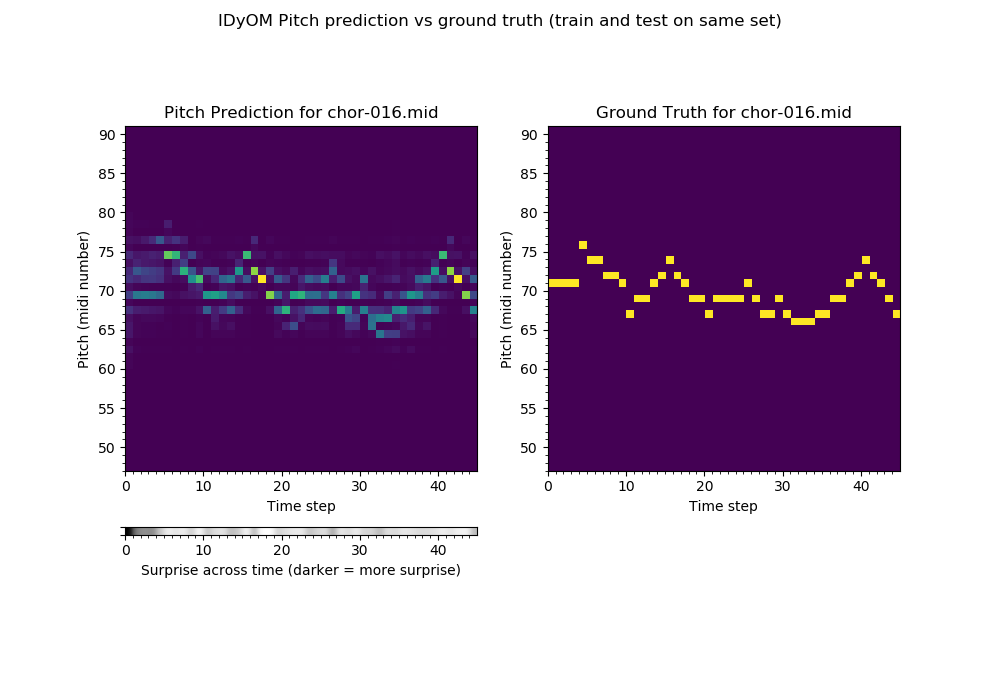 IDyOM Pitch prediction vs ground truth (train and test on same set)
Pitch Prediction for chor-016.mid
90
85
80
75
70
65
60
55
50
Pitch (midi number)
0 10 20 30 40
Time step
0 10 20 30 40
Surprise across time (darker = more surprise)
Ground Truth for chor-016.mid
90
85
80
75
70
65
60
55
50
Pitch (midi number)
0 10 20 30 40
Time step